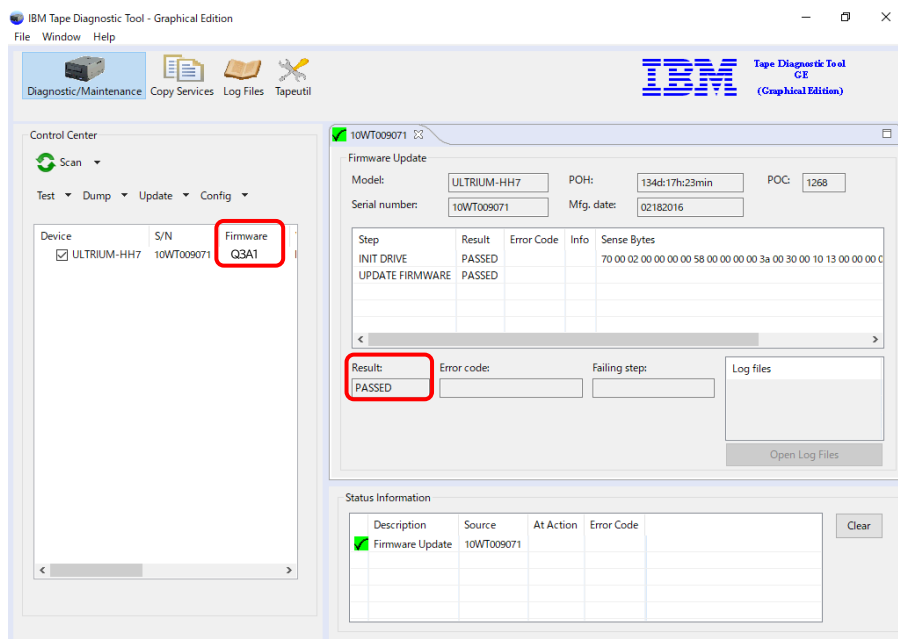 IBM Tape Diagnostic Tool - Graphical Edition
File Window Help
Diagnostic/Maintenance Copy Services Log Files Tapeutil
IBM
Tape Diagnostic Tool
GE
(Graphical Edition)
Control Center
Scan
Test Dump Update Config
Device S/N Firmware
ULTRIUM-HH7 10WT009071 Q3A1
10WT009071
Firmware Update
Model: ULTRIUM-HH7 POH: 134d:17h:23min POC: 1268
Serial number: 10WT009071 Mfg. date: 02182016
Step Result Error Code Info Sense Bytes
INIT DRIVE PASSED 70 00 02 00 00 00 00 58 00 00 00 00 3a 00 30 00 10 13 00 00 00 0
UPDATE FIRMWARE PASSED
Result: Error code: Failing step: Log files
PASSED
Open Log Files
Status Information
Description Source At Action Error Code
Clear
Firmware Update 10WT009071